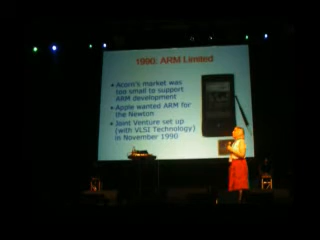 1990: ARM Limited
• Acorn's market was
too small to support
ARM development
• Apple wanted ARM for
the Newton
• Joint Venture set up
(with VLSI Technology)
in November 1990